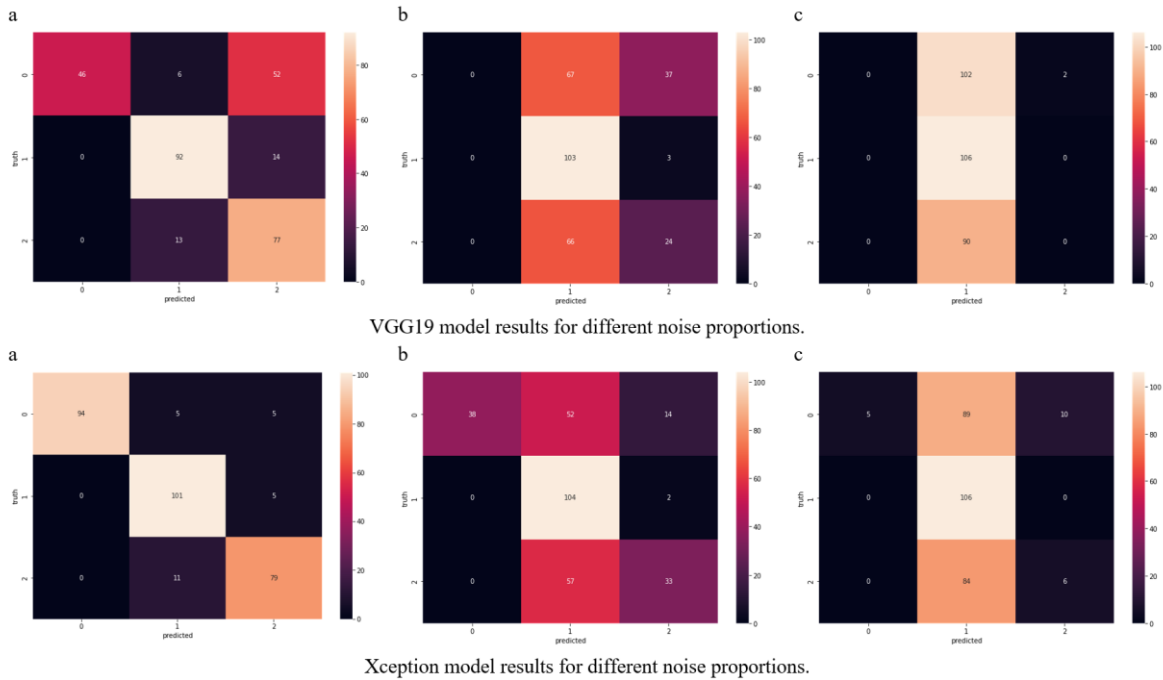 a b c
0 46 6 52 80
0 67 37 100
0 102 2 100
truth 1 0 92 14 60 40
truth 1 0 103 3 80 60 40
truth 1 0 106 0 80 60 40
2 0 13 77 20 0
2 0 66 24 20 0
2 0 90 0 20 0
0 1 2
predicted
0 1 2
predicted
0 1 2
predicted
VGG19 model results for different noise proportions.
a b c
0 94 5 5 100
0 38 52 14 100
0 5 89 10 100
truth 1 0 101 5 80 60 40
truth 1 0 104 2 80 60 40
truth 1 0 106 0 80 60 40
2 0 11 79 20 0
2 0 57 33 20 0
2 0 84 6 20 0
0 1 2
predicted
0 1 2
predicted
0 1 2
predicted
Xception model results for different noise proportions.